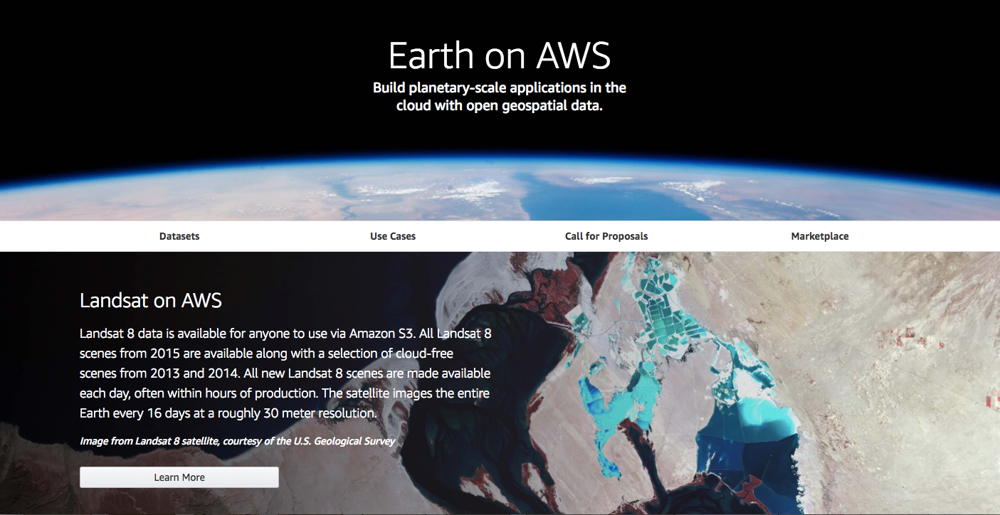 Earth on AWS
Build planetary-scale applications in the
cloud with open geospatial data.
Datasets
Use Cases
Call for Proposals
Marketplace
Landsat on AWS
Landsat 8 data is available for anyone to use via Amazon S3. All Landsat 8
scenes from 2015 are available along with a selection of cloud-free
scenes from 2013 and 2014. All new Landsat 8 scenes are made available
each day, often within hours of production. The satellite images the entire
Earth every 16 days at a roughly 30 meter resolution.
Image from Landsat 8 satellite, courtesy of the U.S. Geological Survey
Learn More